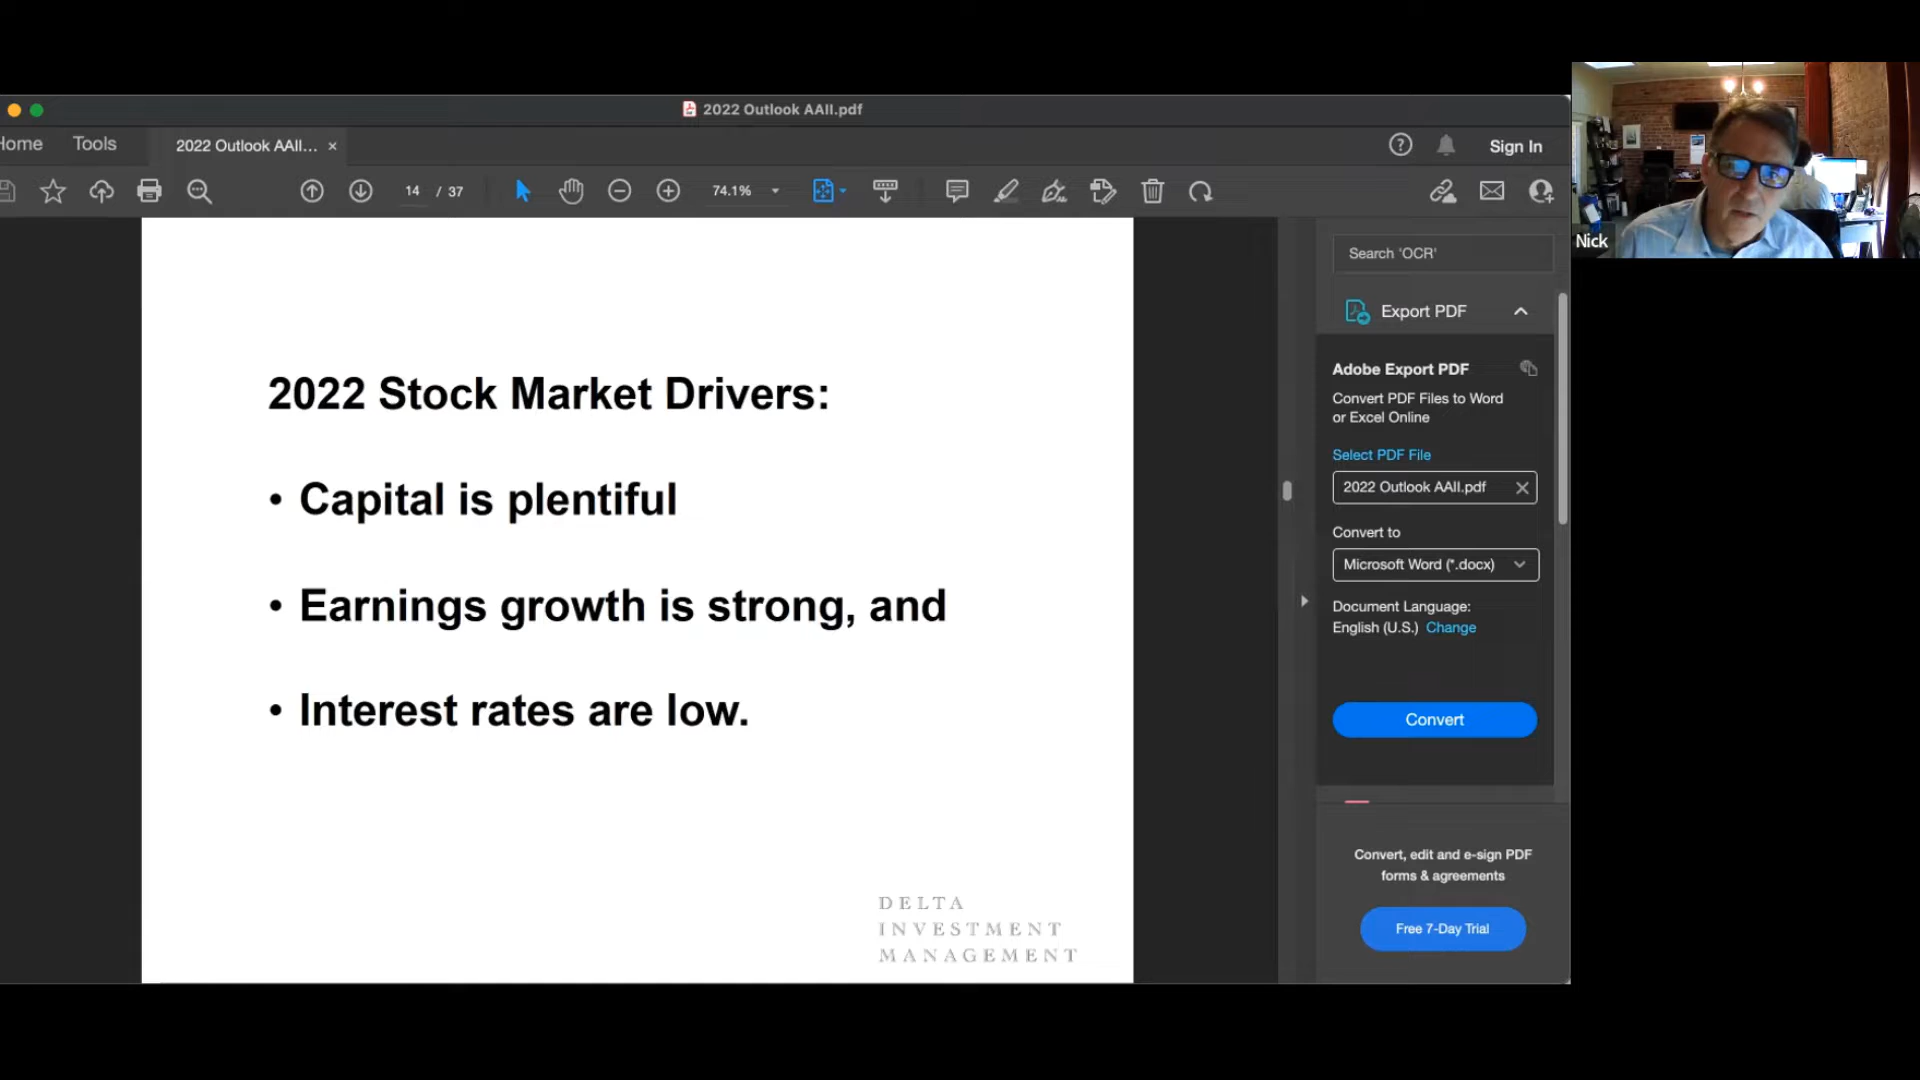 2022 Outlook AAII.pdf
Home Tools 2022 Outlook AAII... × Sign In
14 / 37 74.1%
Nick
Search 'OCR'
Export PDF
2022 Stock Market Drivers:
• Capital is plentiful
• Earnings growth is strong, and
• Interest rates are low.
DELTA
INVESTMENT
MANAGEMENT
Adobe Export PDF
Convert PDF Files to Word
or Excel Online
Select PDF File
2022 Outlook AAII.pdf
Convert to
Microsoft Word (*.docx)
Document Language:
English (U.S.) Change
Convert
Convert, edit and e-sign PDF
forms & agreements
Free 7-Day Trial